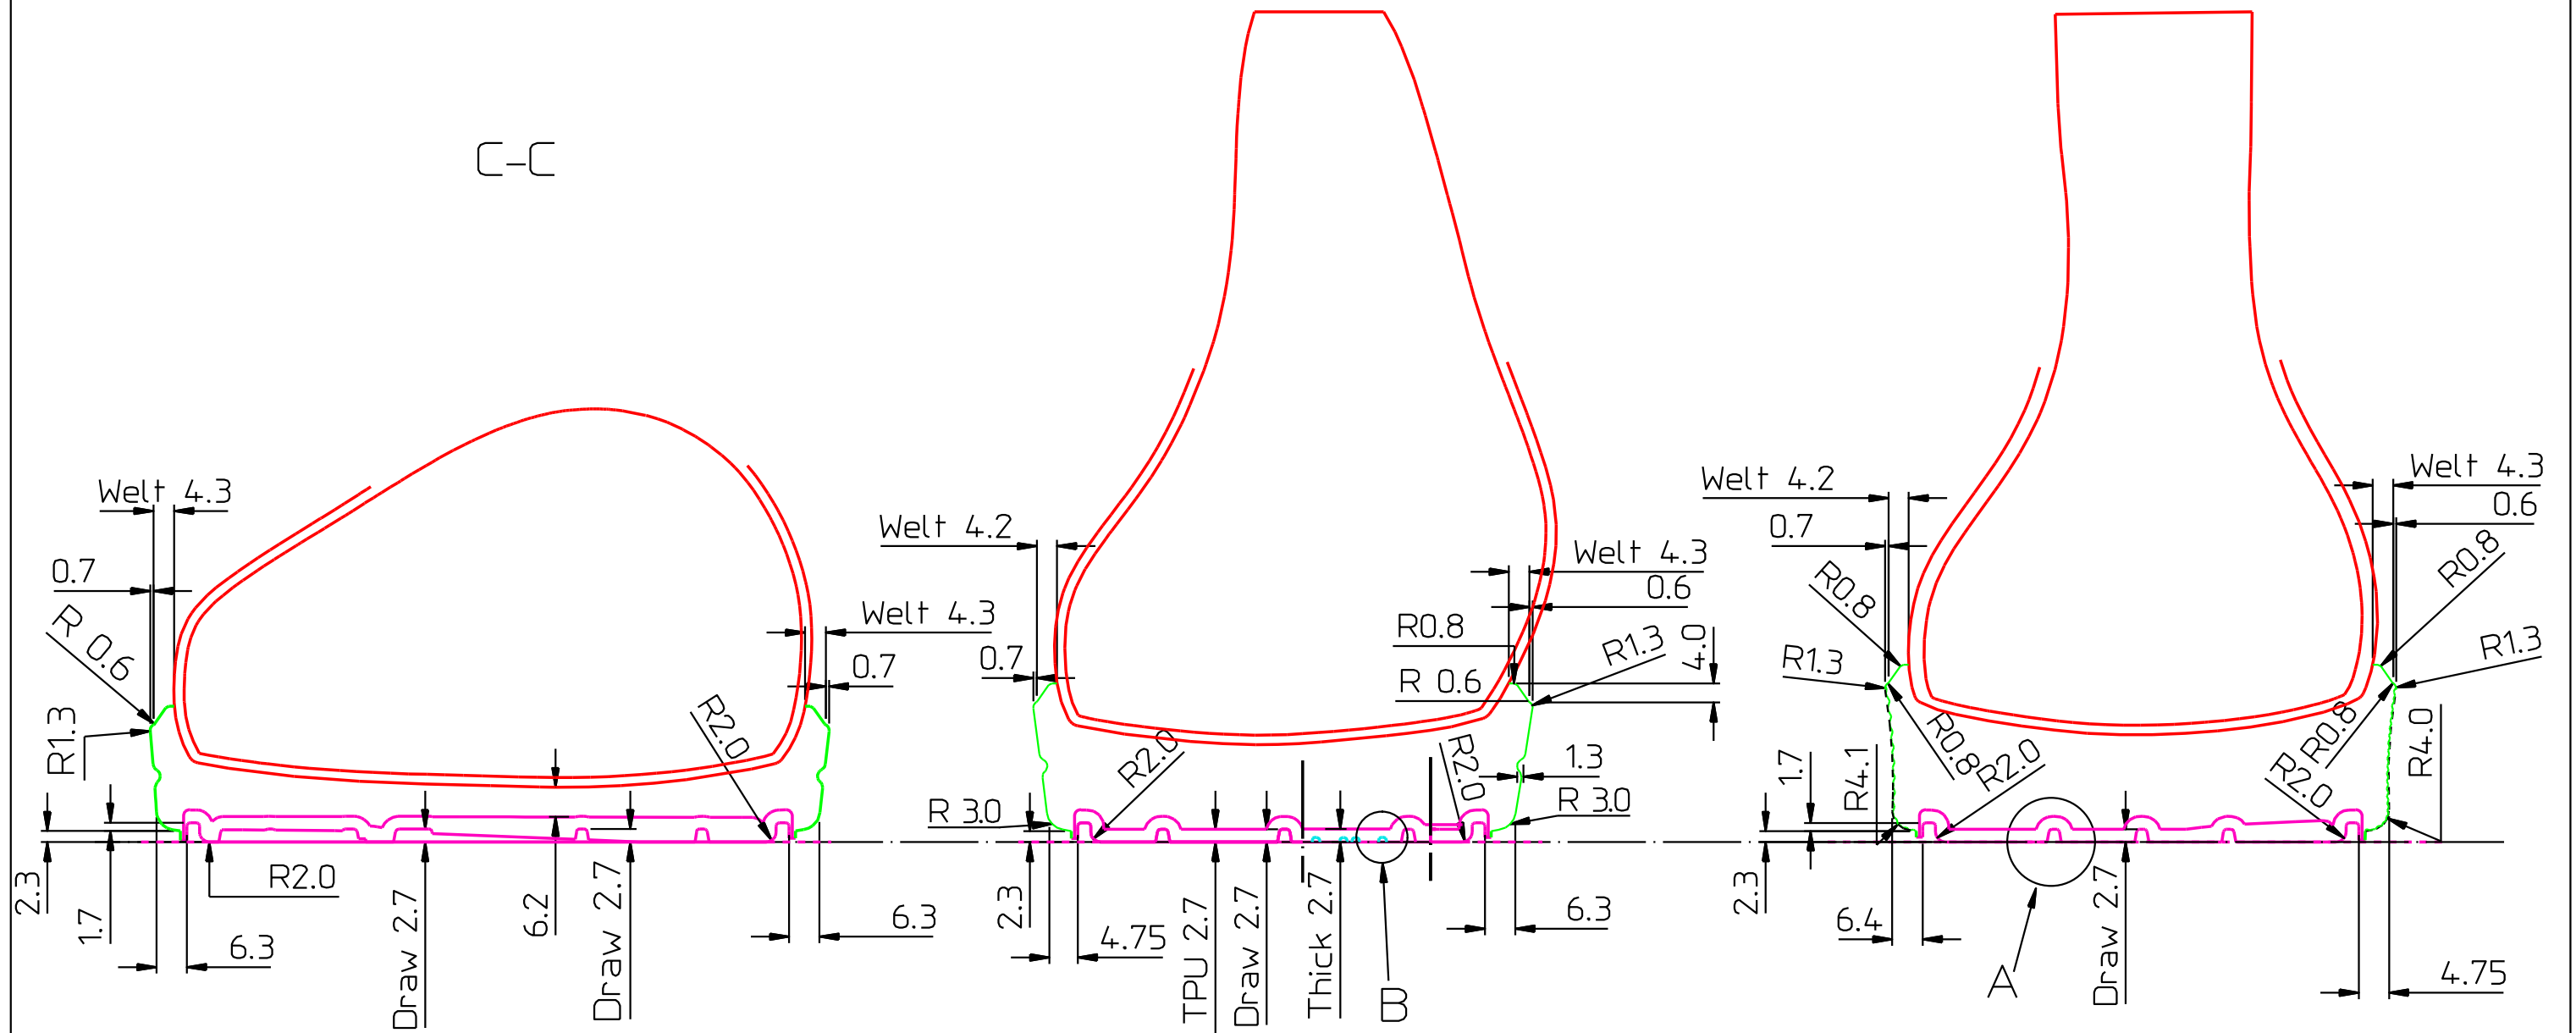 C-C
Welt 4.3
0.7
R 0.6
R1.3
2.3
1.7
6.3
R2.0
Draw 2.7
6.2
Draw 2.7
R2.0
Welt 4.3
0.7
6.3
Welt 4.2
0.7
R 3.0
2.3
4.75
R2.0
TPU 2.7
Draw 2.7
Thick 2.7
B
Welt 4.3
0.6
R0.8
R 0.6
R1.3
4.0
R2.0
1.3
R 3.0
6.3
Welt 4.2
0.7
R0.8
R1.3
1.7
R4.1
R0.8
R2.0
2.3
6.4
A
Draw 2.7
Welt 4.3
0.6
R0.8
R1.3
R0.8
R2.0
R4.0
4.75